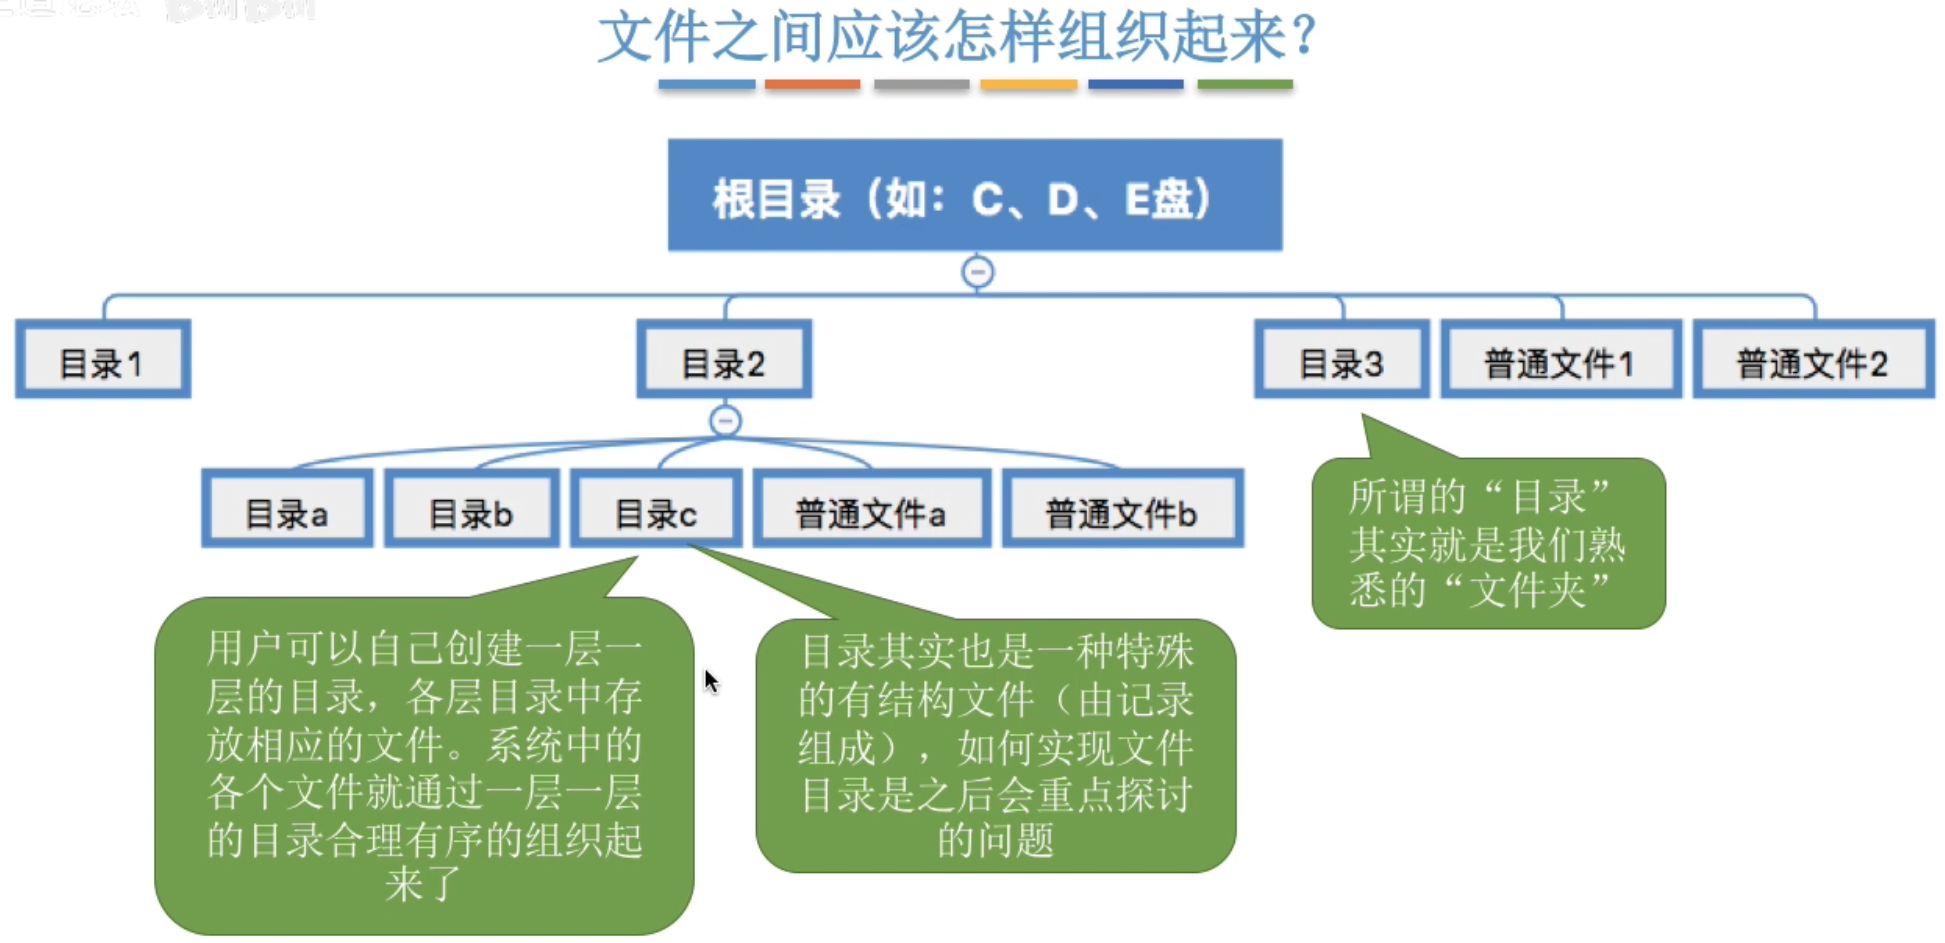 文件之间应该怎样组织起来?
根目录（如：C、D、E盘）
目录1
目录2
目录3
普通文件1
普通文件2
目录a
目录b
目录c
普通文件a
普通文件b
所谓的“目录”
其实就是我们熟
悉的“文件夹”
用户可以自己创建一层一
层的目录，各层目录中存
放相应的文件。系统中的
各个文件就通过一层一层
的目录合理有序的组织起
来了
目录其实也是一种特殊
的有结构文件（由记录
组成），如何实现文件
目录是之后会重点探讨
的问题